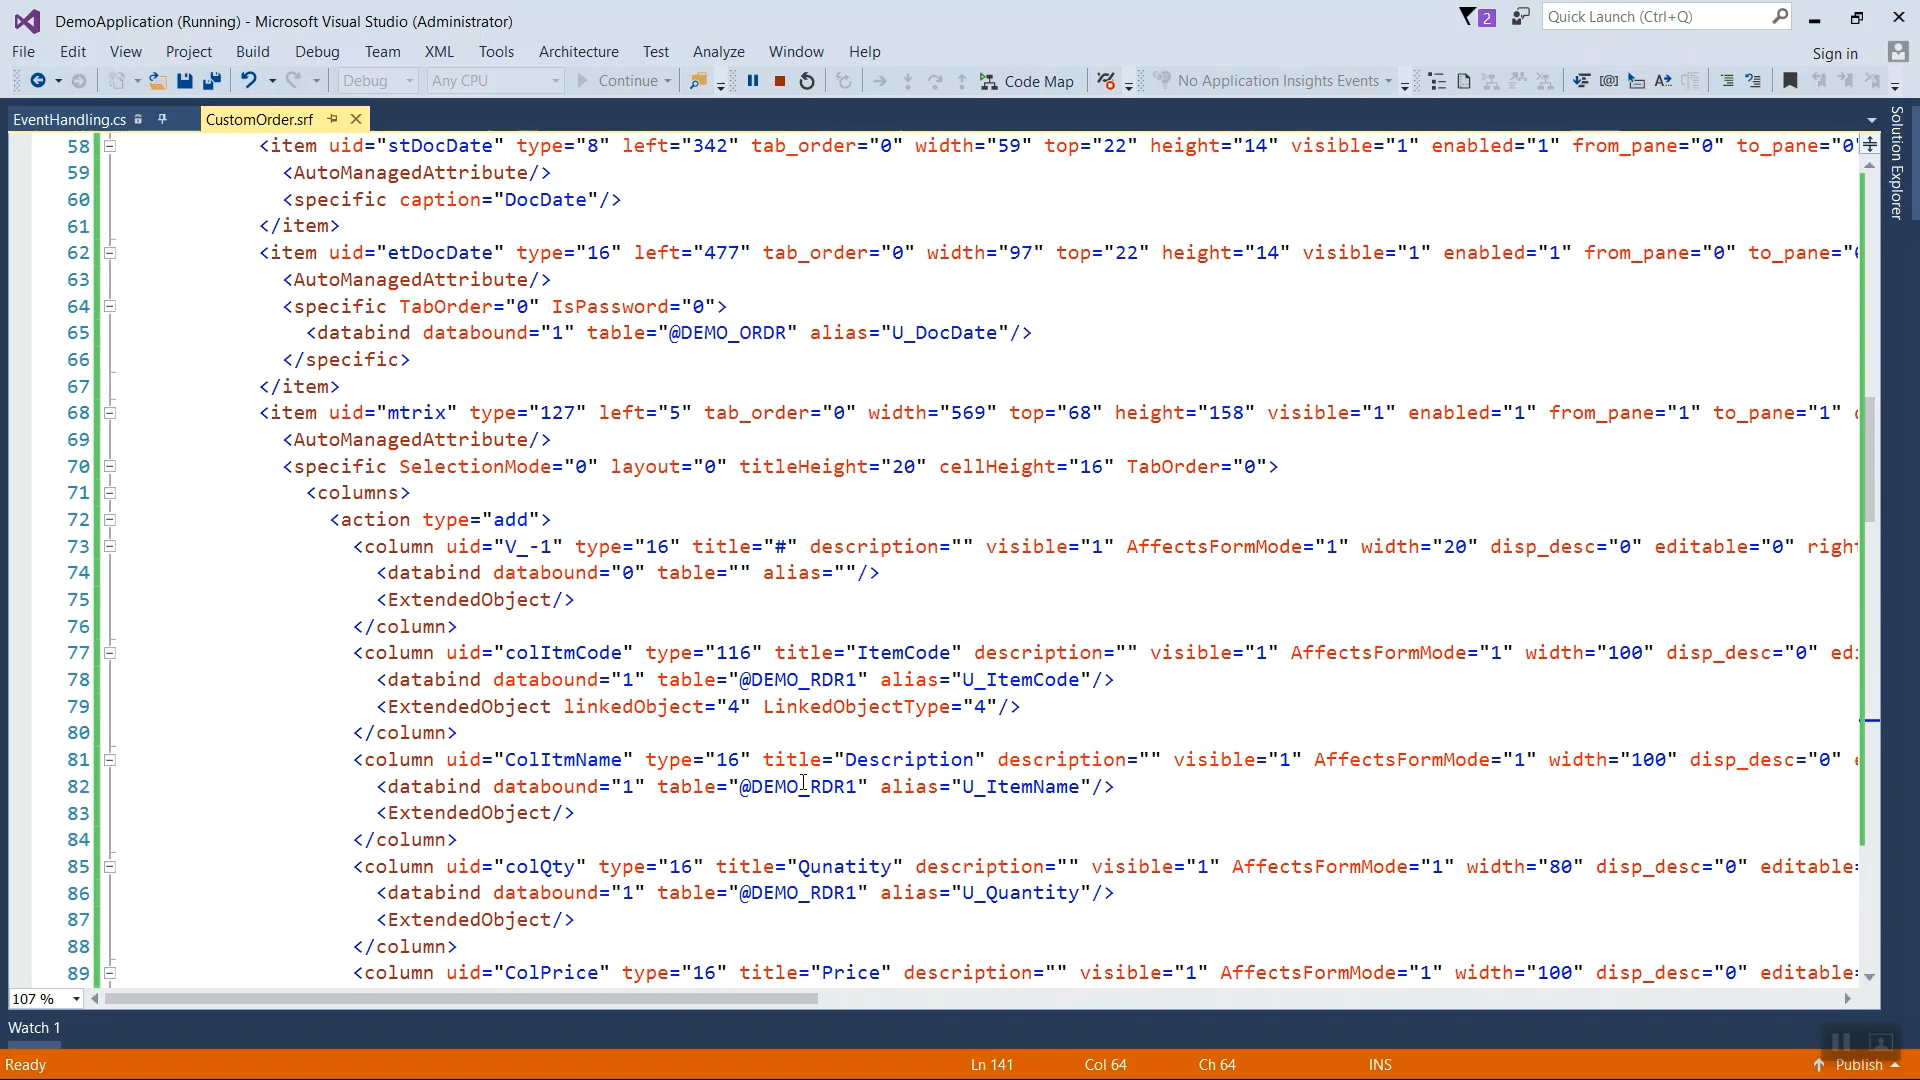 DemoApplication (Running) - Microsoft Visual Studio (Administrator)
2
Quick Launch (Ctrl+Q)
File Edit View Project Build Debug Team XML Tools Architecture Test Analyze Window Help
Sign in
Debug Any CPU Continue Code Map No Application Insights Events
EventHandling.cs CustomOrder.srf
Solution Explorer
58 <item uid="stDocDate" type="8" left="342" tab_order="0" width="59" top="22" height="14" visible="1" enabled="1" from_pane="0" to_pane="0"
59 <AutoManagedAttribute/>
60 <specific caption="DocDate"/>
61 </item>
62 <item uid="etDocDate" type="16" left="477" tab_order="0" width="97" top="22" height="14" visible="1" enabled="1" from_pane="0" to_pane="
63 <AutoManagedAttribute/>
64 <specific TabOrder="0" IsPassword="0">
65 <databind databound="1" table="@DEMO_ORDR" alias="U_DocDate"/>
66 </specific>
67 </item>
68 <item uid="mtrix" type="127" left="5" tab_order="0" width="569" top="68" height="158" visible="1" enabled="1" from_pane="1" to_pane="1"
69 <AutoManagedAttribute/>
70 <specific SelectionMode="0" layout="0" titleHeight="20" cellHeight="16" TabOrder="0">
71 <columns>
72 <action type="add">
73 <column uid="V_-1" type="16" title="#" description="" visible="1" AffectsFormMode="1" width="20" disp_desc="0" editable="0" righ
74 <databind databound="0" table="" alias=""/>
75 <ExtendedObject/>
76 </column>
77 <column uid="colItmCode" type="116" title="ItemCode" description="" visible="1" AffectsFormMode="1" width="100" disp_desc="0" ed
78 <databind databound="1" table="@DEMO_RDR1" alias="U_ItemCode"/>
79 <ExtendedObject linkedObject="4" LinkedObjectType="4"/>
80 </column>
81 <column uid="ColItmName" type="16" title="Description" description="" visible="1" AffectsFormMode="1" width="100" disp_desc="0"
82 <databind databound="1" table="@DEMO_RDR1" alias="U_ItemName"/>
83 <ExtendedObject/>
84 </column>
85 <column uid="colQty" type="16" title="Qunatity" description="" visible="1" AffectsFormMode="1" width="80" disp_desc="0" editable=
86 <databind databound="1" table="@DEMO_RDR1" alias="U_Quantity"/>
87 <ExtendedObject/>
88 </column>
89 <column uid="ColPrice" type="16" title="Price" description="" visible="1" AffectsFormMode="1" width="100" disp_desc="0" editable=
107 %
Watch 1
Ready Ln 141 Col 64 Ch 64 INS Publish